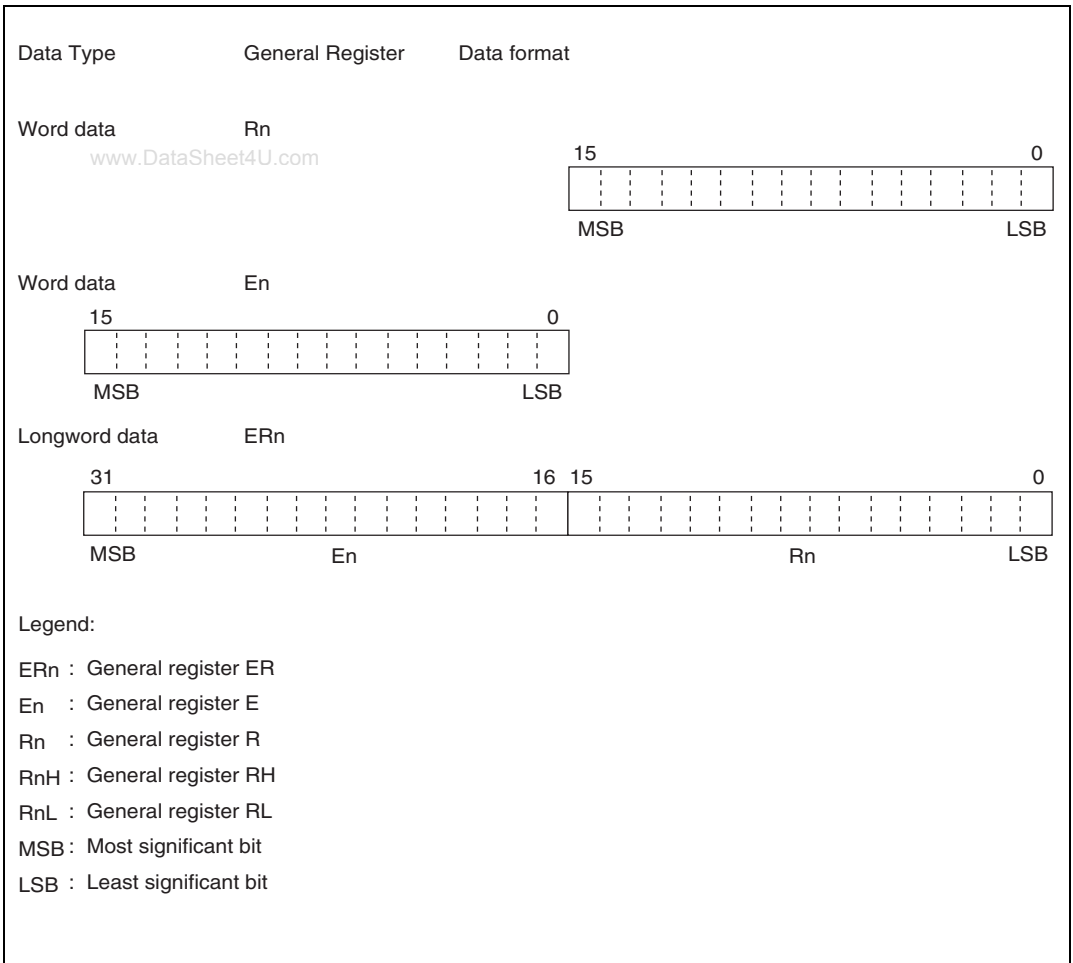 Data Type General Register Data format
Word data Rn
www.DataSheet4U.com
15 0
MSB LSB
Word data En
15 0
MSB LSB
Longword data ERn
31 16 15 0
MSB En Rn LSB
Legend:
ERn : General register ER
En : General register E
Rn : General register R
RnH : General register RH
RnL : General register RL
MSB : Most significant bit
LSB : Least significant bit